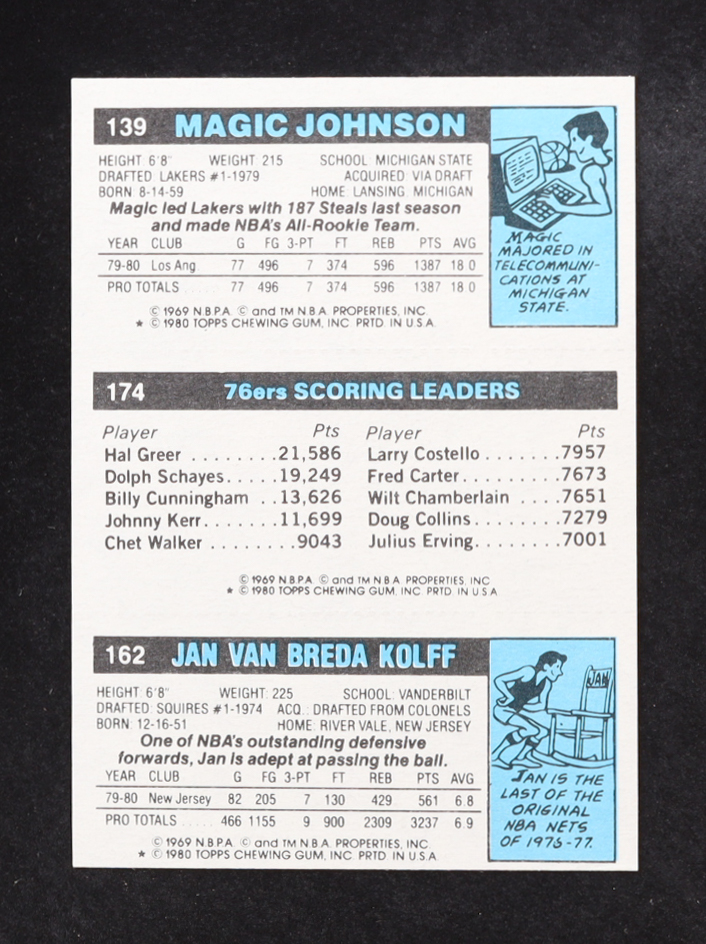 139 MAGIC JOHNSON
HEIGHT: 6'8" WEIGHT: 215 SCHOOL: MICHIGAN STATE
DRAFTED: LAKERS #1-1979 ACQUIRED: VIA DRAFT
BORN: 8-14-59 HOME: LANSING, MICHIGAN
Magic led Lakers with 187 Steals last season
and made NBA's All-Rookie Team.
YEAR CLUB G FG 3-PT FT REB PTS AVG
79-80 Los Ang 77 496 7 374 596 1387 18.0
PRO TOTALS 77 496 7 374 596 1387 18.0
© 1969 N.B.P.A. © and TM N.B.A. PROPERTIES, INC.
★ © 1980 TOPPS CHEWING GUM, INC. PRTD. IN U.S.A.
MAGIC
MAJORED IN
TELECOMMUNI-
CATIONS AT
MICHIGAN
STATE.
174 76ers SCORING LEADERS
Player Pts Player Pts
Hal Greer ........21,586 Larry Costello .......7957
Dolph Schayes.....19,249 Fred Carter.........7673
Billy Cunningham ..13,626 Wilt Chamberlain ....7651
Johnny Kerr.......11,699 Doug Collins........7279
Chet Walker ........9043 Julius Erving........7001
© 1969 N.B.P.A. © and TM N.B.A. PROPERTIES, INC.
★ © 1980 TOPPS CHEWING GUM, INC. PRTD. IN U.S.A.
162 JAN VAN BREDA KOLFF
HEIGHT: 6'8" WEIGHT: 225 SCHOOL: VANDERBILT
DRAFTED: SQUIRES #1-1974 ACQ.: DRAFTED FROM COLONELS
BORN: 12-16-51 HOME: RIVER VALE, NEW JERSEY
One of NBA's outstanding defensive
forwards, Jan is adept at passing the ball.
YEAR CLUB G FG 3-PT FT REB PTS AVG
79-80 New Jersey 82 205 7 130 429 561 6.8
PRO TOTALS ..... 466 1155 9 900 2309 3237 6.9
© 1969 N.B.P.A. © and TM N.B.A. PROPERTIES, INC.
★ © 1980 TOPPS CHEWING GUM, INC. PRTD. IN U.S.A.
JAN
JAN IS THE
LAST OF THE
ORIGINAL
NBA NETS
OF 1976-77.